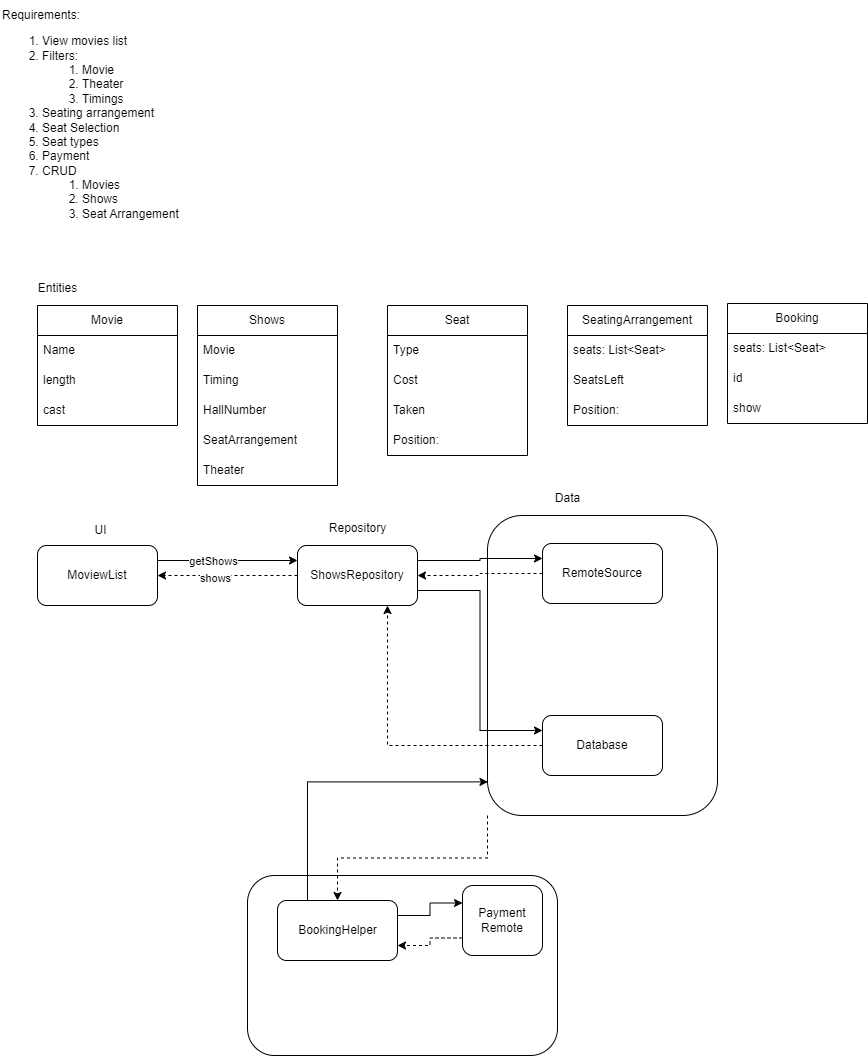 Requirements:
1. View movies list
2. Filters:
1. Movie
2. Theater
3. Timings
3. Seating arrangement
4. Seat Selection
5. Seat types
6. Payment
7. CRUD
1. Movies
2. Shows
3. Seat Arrangement
Entities
Movie
Name
length
cast
Shows
Movie
Timing
HallNumber
SeatArrangement
Theater
Seat
Type
Cost
Taken
Position:
SeatingArrangement
seats: List<Seat>
SeatsLeft
Position:
Booking
seats: List<Seat>
id
show
UI
MoviewList
getShows
shows
Repository
ShowsRepository
Data
RemoteSource
Database
BookingHelper
Payment
Remote